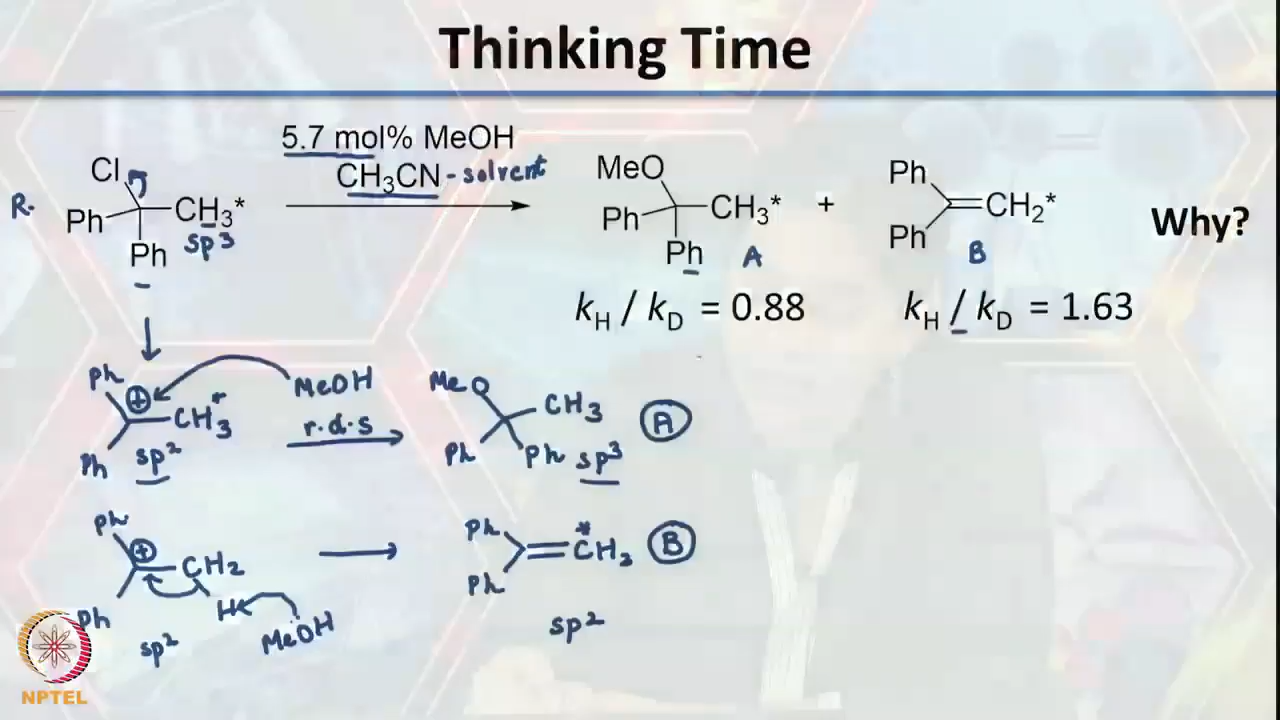 Thinking Time
5.7 mol% MeOH
CH3CN - solvent
R.
Cl
Ph
CH3*
sp3
Ph
MeO
Ph
CH3*
Ph
A
+
Ph
CH2*
Ph
B
Why?
kH / kD = 0.88
kH / kD = 1.63
Ph
⊕
CH3*
Ph
sp2
MeOH
r.d.s
MeO
CH3
Ph
Ph
sp3
A
Ph
⊕
CH2
H
Ph
sp2
MeOH
Ph
*
CH2
Ph
B
sp2
NPTEL